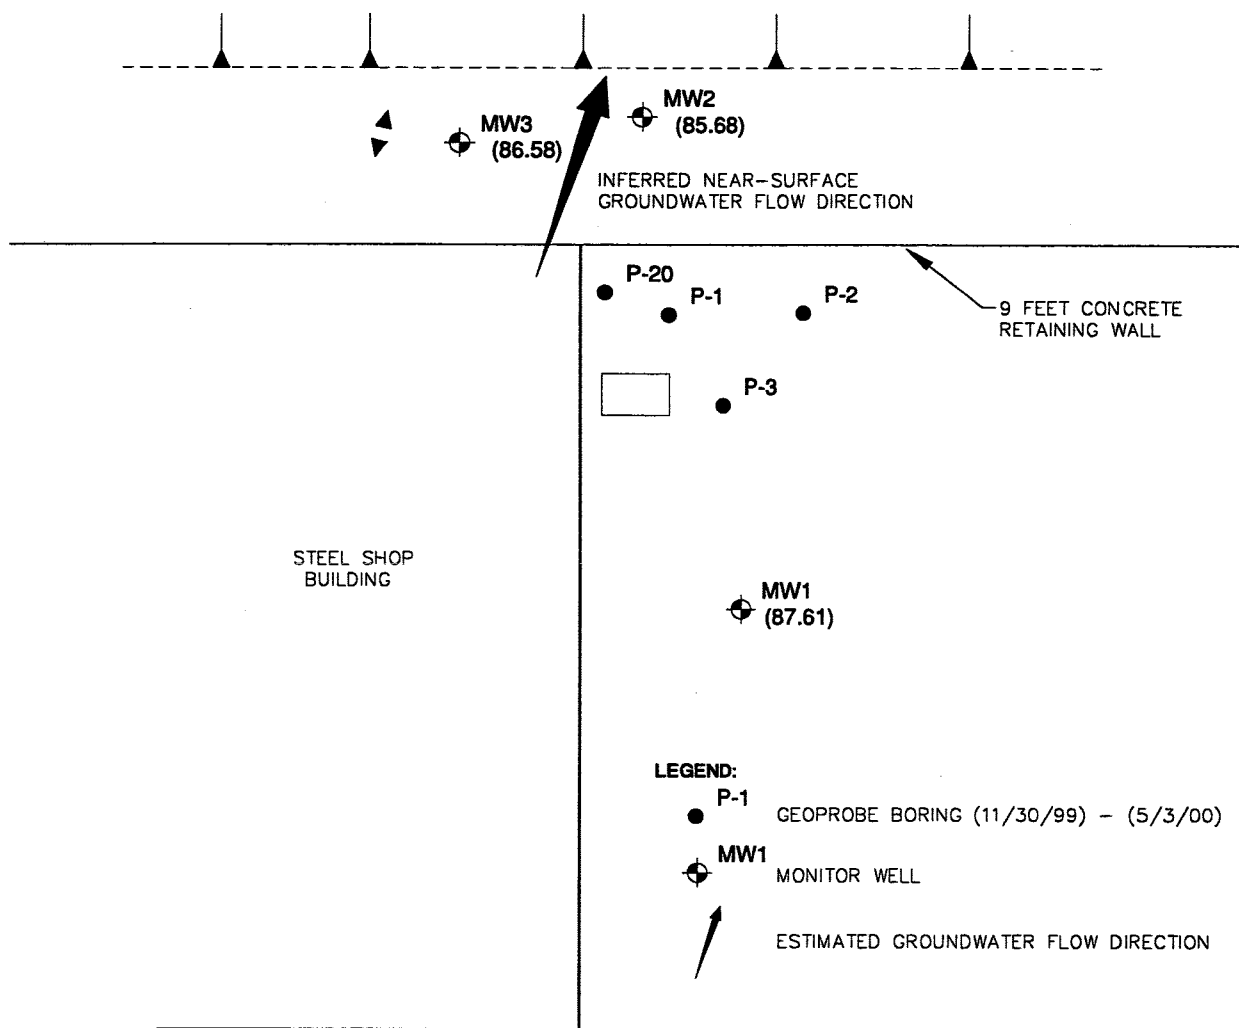 MW2
(85.68)
MW3
(86.58)
INFERRED NEAR-SURFACE
GROUNDWATER FLOW DIRECTION
P-20
P-1
P-2
9 FEET CONCRETE
RETAINING WALL
P-3
STEEL SHOP
BUILDING
MW1
(87.61)
LEGEND:
P-1
GEOPROBE BORING (11/30/99) - (5/3/00)
MW1
MONITOR WELL
ESTIMATED GROUNDWATER FLOW DIRECTION